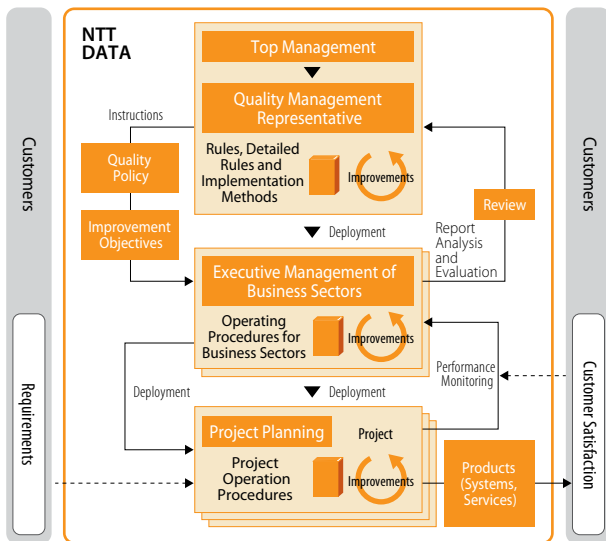 NTT
DATA
Top Management
Quality Management
Representative
Instructions
Rules, Detailed
Rules and
Implementation
Methods
Improvements
Quality
Policy
Improvement
Objectives
Review
Report
Analysis
and
Evaluation
Deployment
Executive Management of
Business Sectors
Operating
Procedures for
Business Sectors
Improvements
Performance
Monitoring
Deployment
Deployment
Project Planning
Project
Project
Operation
Procedures
Improvements
Products
(Systems,
Services)
Customers
Requirements
Customers
Customer Satisfaction